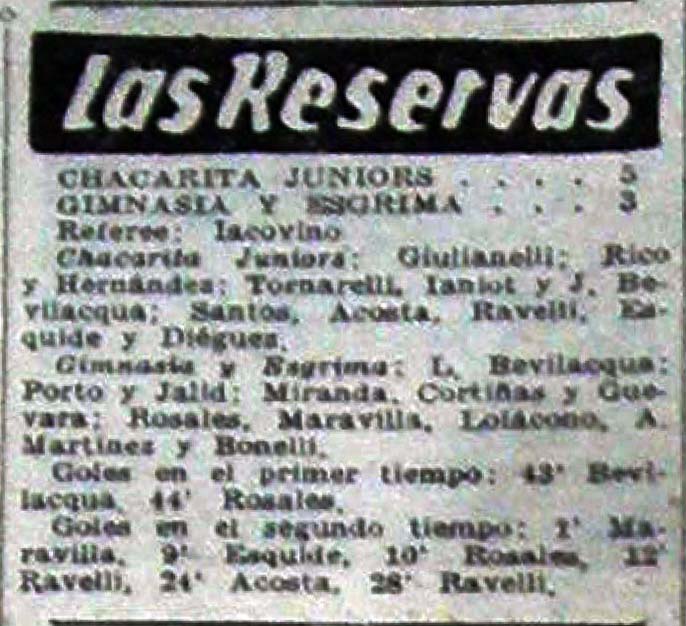 Las Reservas
CHACARITA JUNIORS . . . . 5
GIMNASIA Y ESGRIMA . . . 3
Referee: Iacovino
Chacarita Juniors: Giulianelli; Rico
y Hernández; Tornarelli, Ianiot y J. Be-
vilacqua; Santos, Acosta, Ravelli, Es-
quide y Diégues.
Gimnasia y Esgrima: L. Bevilacqua;
Porto y Jalid; Miranda, Cortiñas y Gue-
vara; Rosales, Maravilla, Loiácono, A.
Martínez y Bonelli.
Goles en el primer tiempo: 43' Bevi-
lacqua, 44' Rosales.
Goles en el segundo tiempo: 1' Ma-
ravilla, 9' Esquide, 10' Rosales, 12'
Ravelli, 24' Acosta, 28' Ravelli.